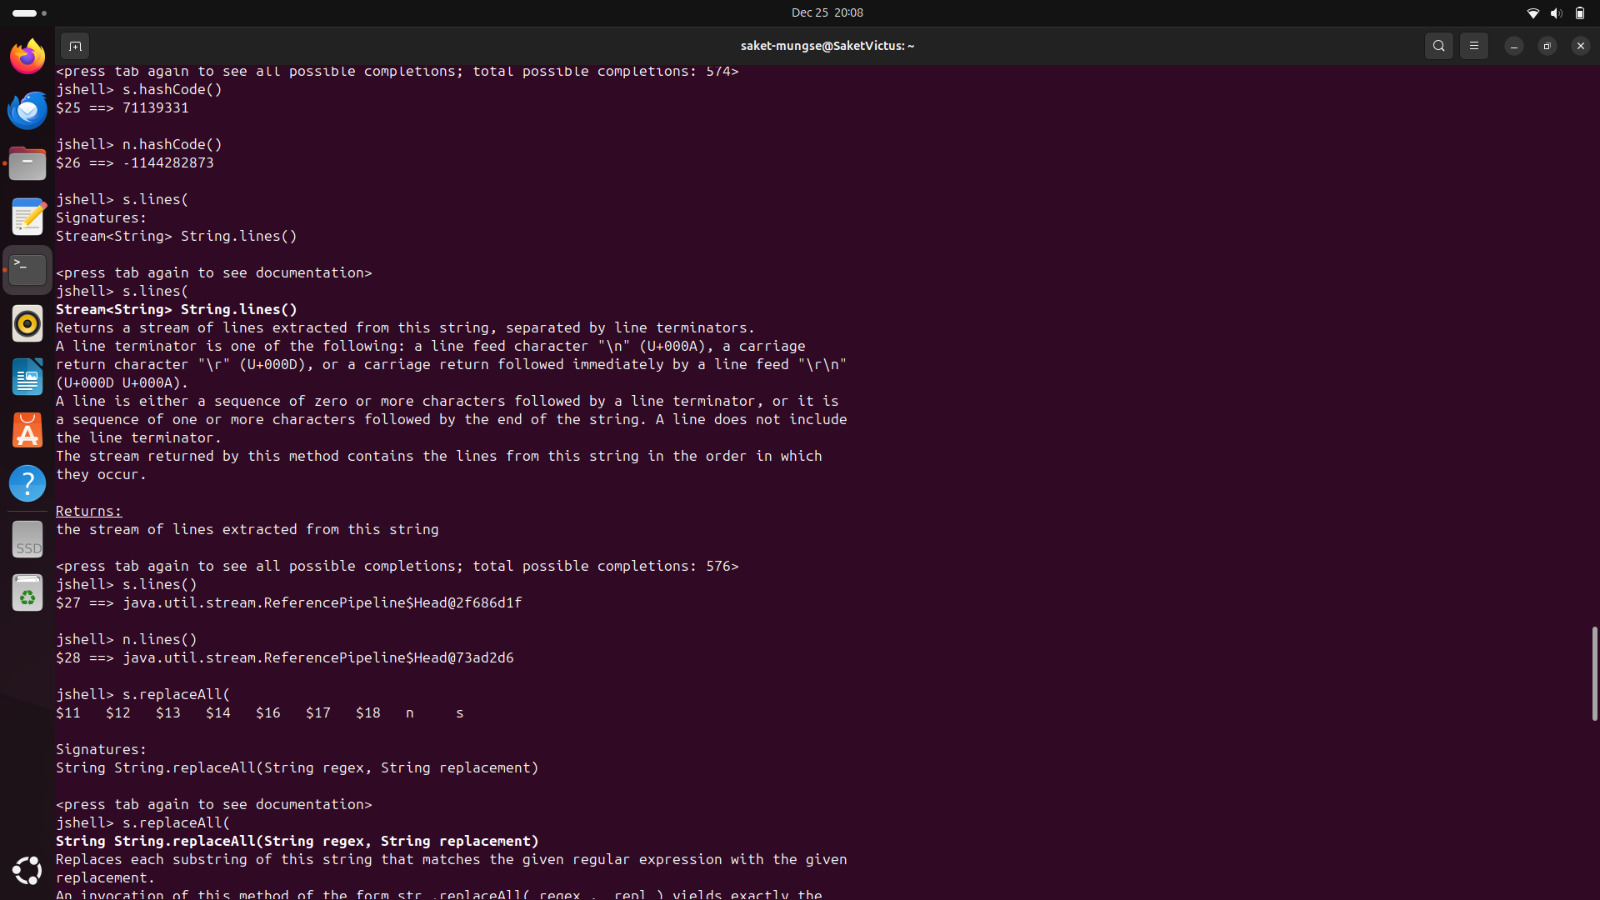 Dec 25 20:08
saket-mungse@SaketVictus: ~
<press tab again to see all possible completions; total possible completions: 574>
jshell> s.hashCode()
$25 ==> 71139331
jshell> n.hashCode()
$26 ==> -1144282873
jshell> s.lines(
Signatures:
Stream<String> String.lines()
<press tab again to see documentation>
jshell> s.lines(
Stream<String> String.lines()
Returns a stream of lines extracted from this string, separated by line terminators.
A line terminator is one of the following: a line feed character "\n" (U+000A), a carriage
return character "\r" (U+000D), or a carriage return followed immediately by a line feed "\r\n"
(U+000D U+000A).
A line is either a sequence of zero or more characters followed by a line terminator, or it is
a sequence of one or more characters followed by the end of the string. A line does not include
the line terminator.
The stream returned by this method contains the lines from this string in the order in which
they occur.
Returns:
the stream of lines extracted from this string
<press tab again to see all possible completions; total possible completions: 576>
jshell> s.lines()
$27 ==> java.util.stream.ReferencePipeline$Head@2f686d1f
jshell> n.lines()
$28 ==> java.util.stream.ReferencePipeline$Head@73ad2d6
jshell> s.replaceAll(
$11   $12   $13   $14   $16   $17   $18   n     s
Signatures:
String String.replaceAll(String regex, String replacement)
<press tab again to see documentation>
jshell> s.replaceAll(
String String.replaceAll(String regex, String replacement)
Replaces each substring of this string that matches the given regular expression with the given
replacement.
An invocation of this method of the form str .replaceAll( regex ,  repl ) yields exactly the
SSD